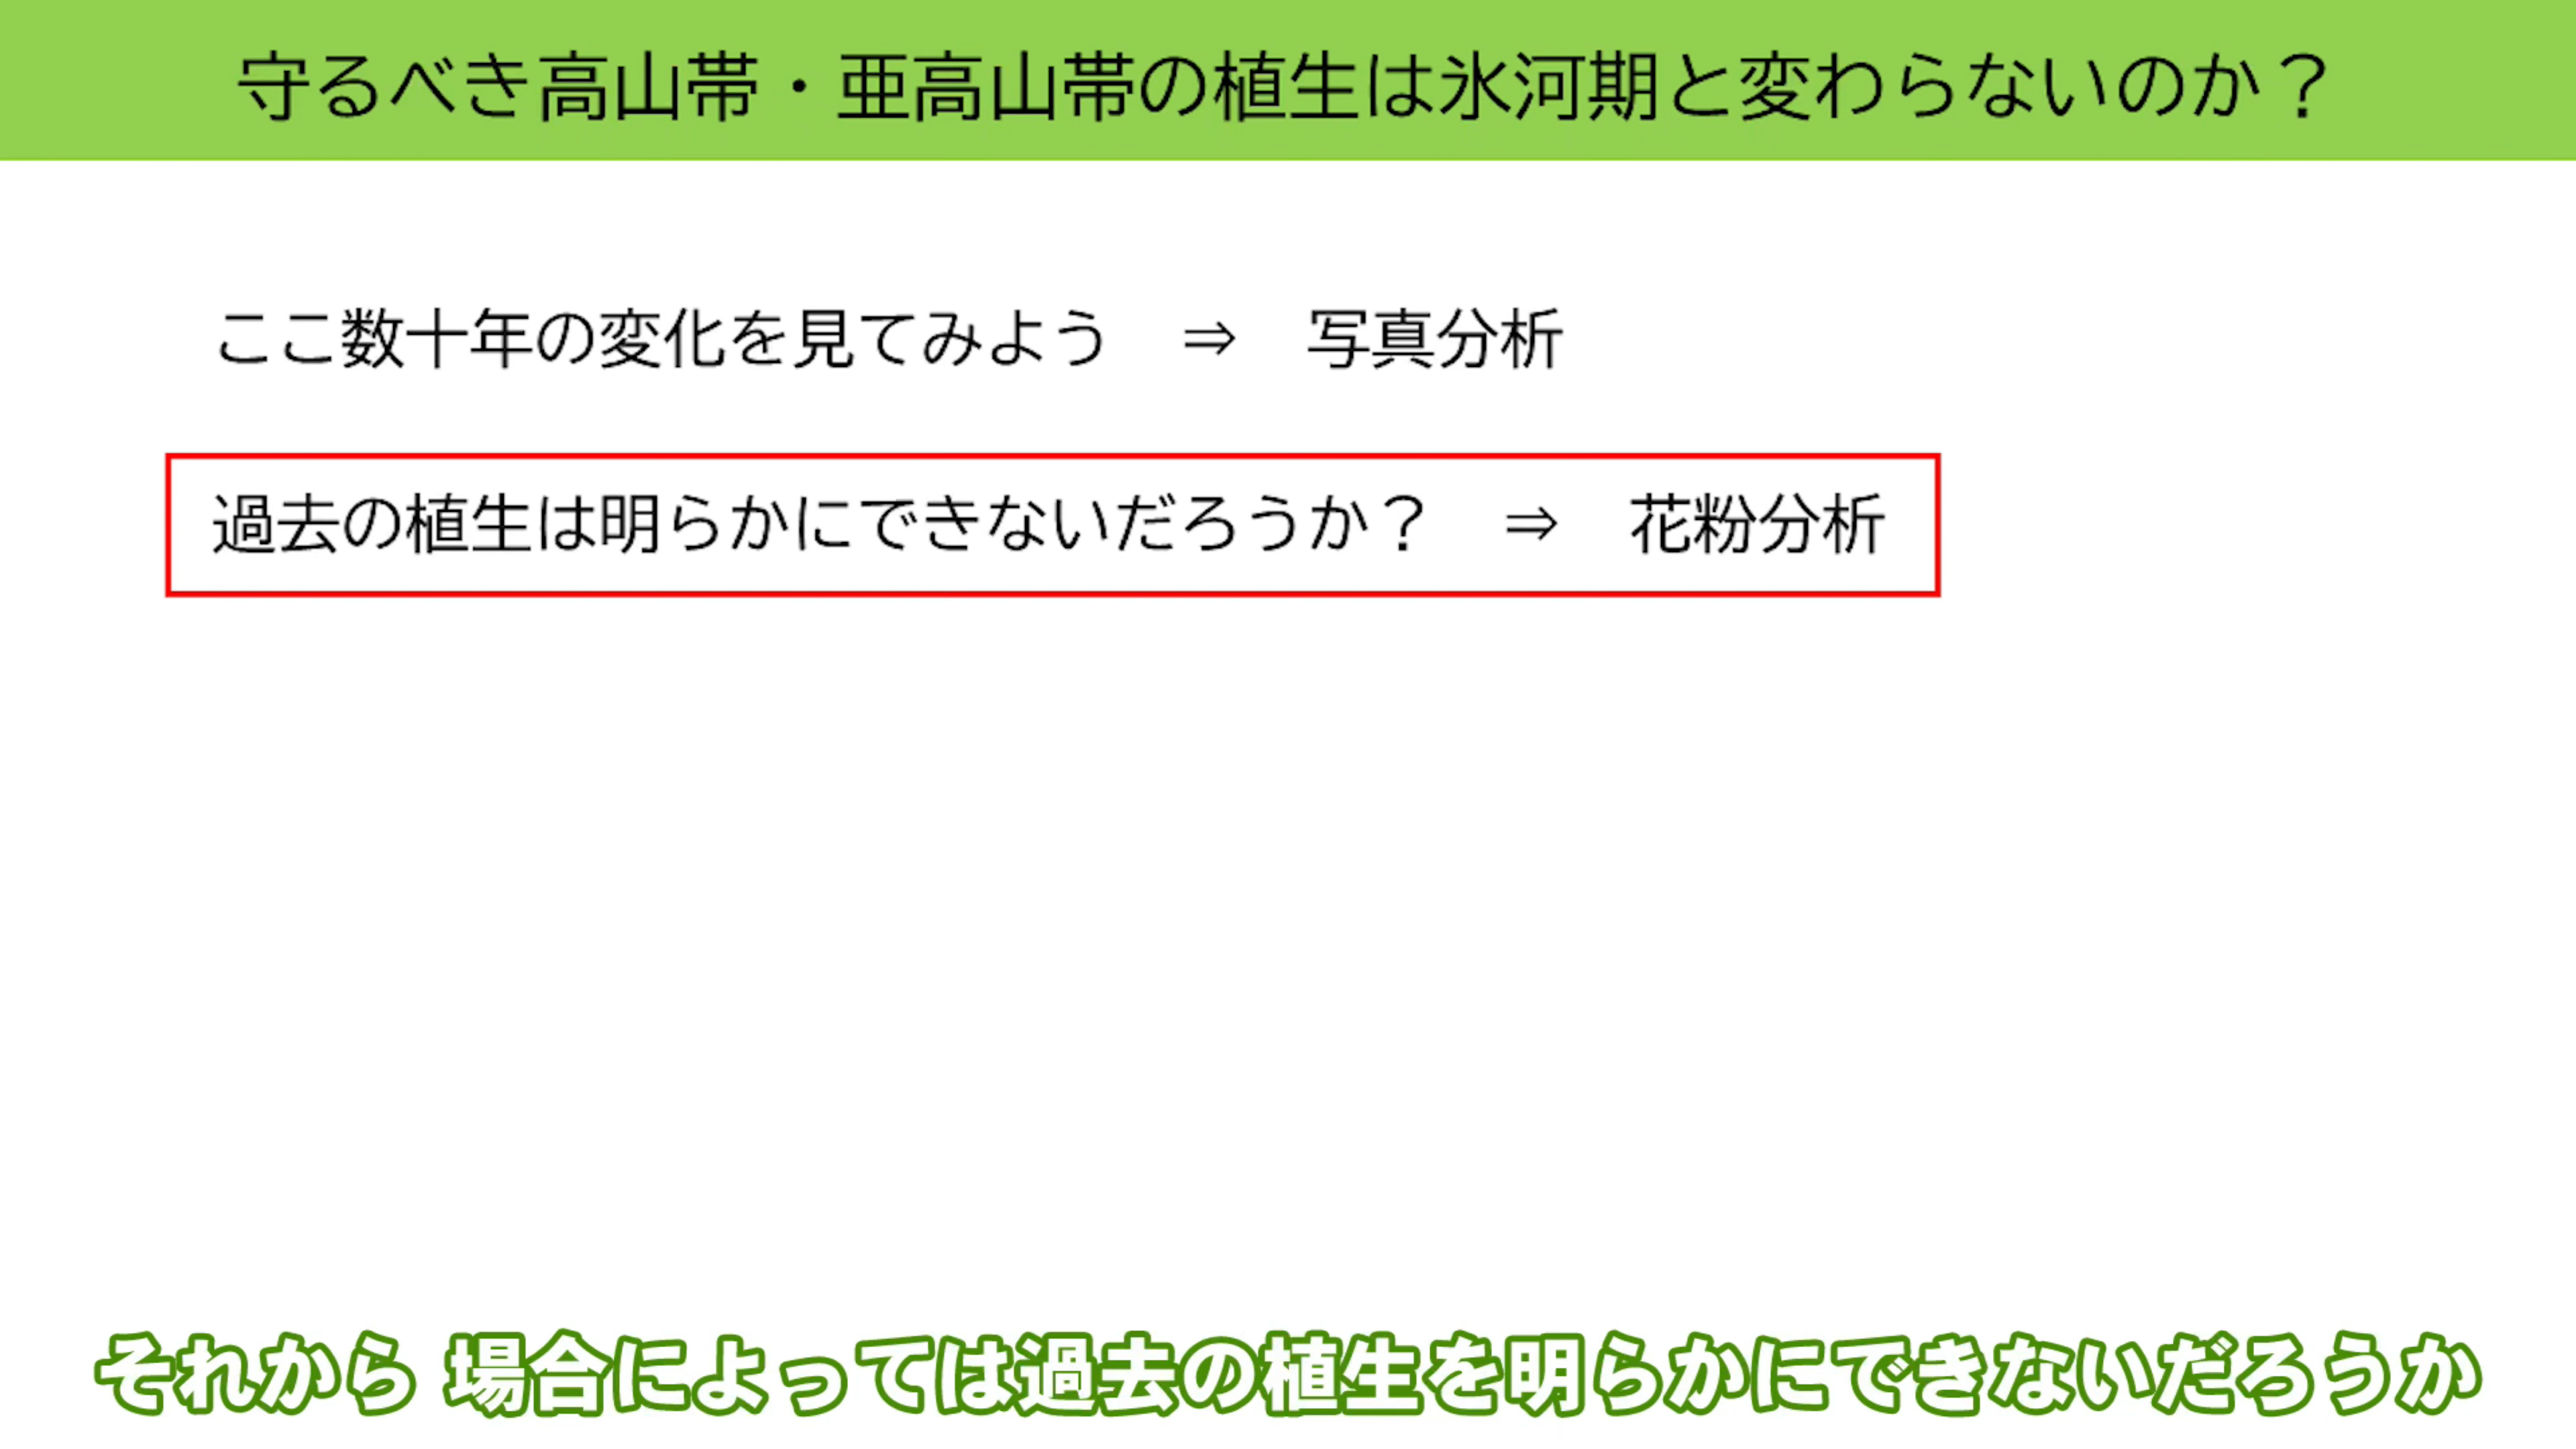 守るべき高山帯・亜高山帯の植生は氷河期と変わらないのか？
ここ数十年の変化を見てみよう　⇒　写真分析
過去の植生は明らかにできないだろうか？　⇒　花粉分析
それから 場合によっては過去の植生を明らかにできないだろうか